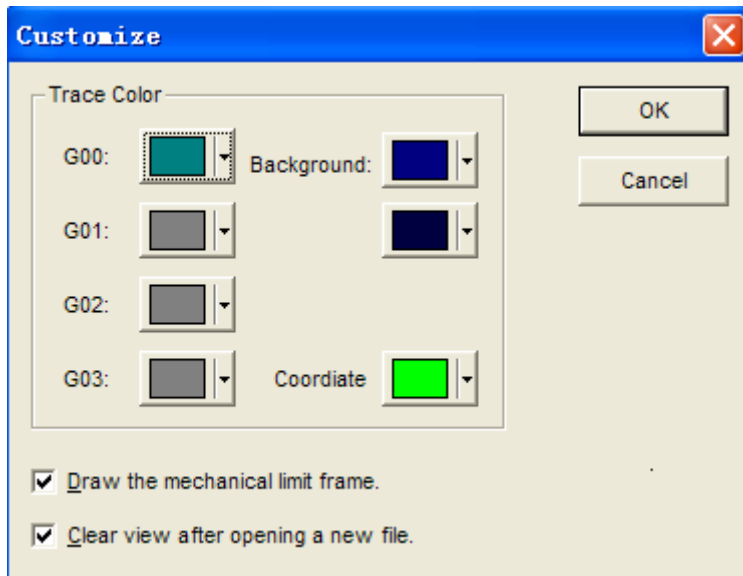 Customize
Trace Color
OK
G00:
Background:
Cancel
G01:
G02:
G03:
Coordiate
Draw the mechanical limit frame.
Clear view after opening a new file.